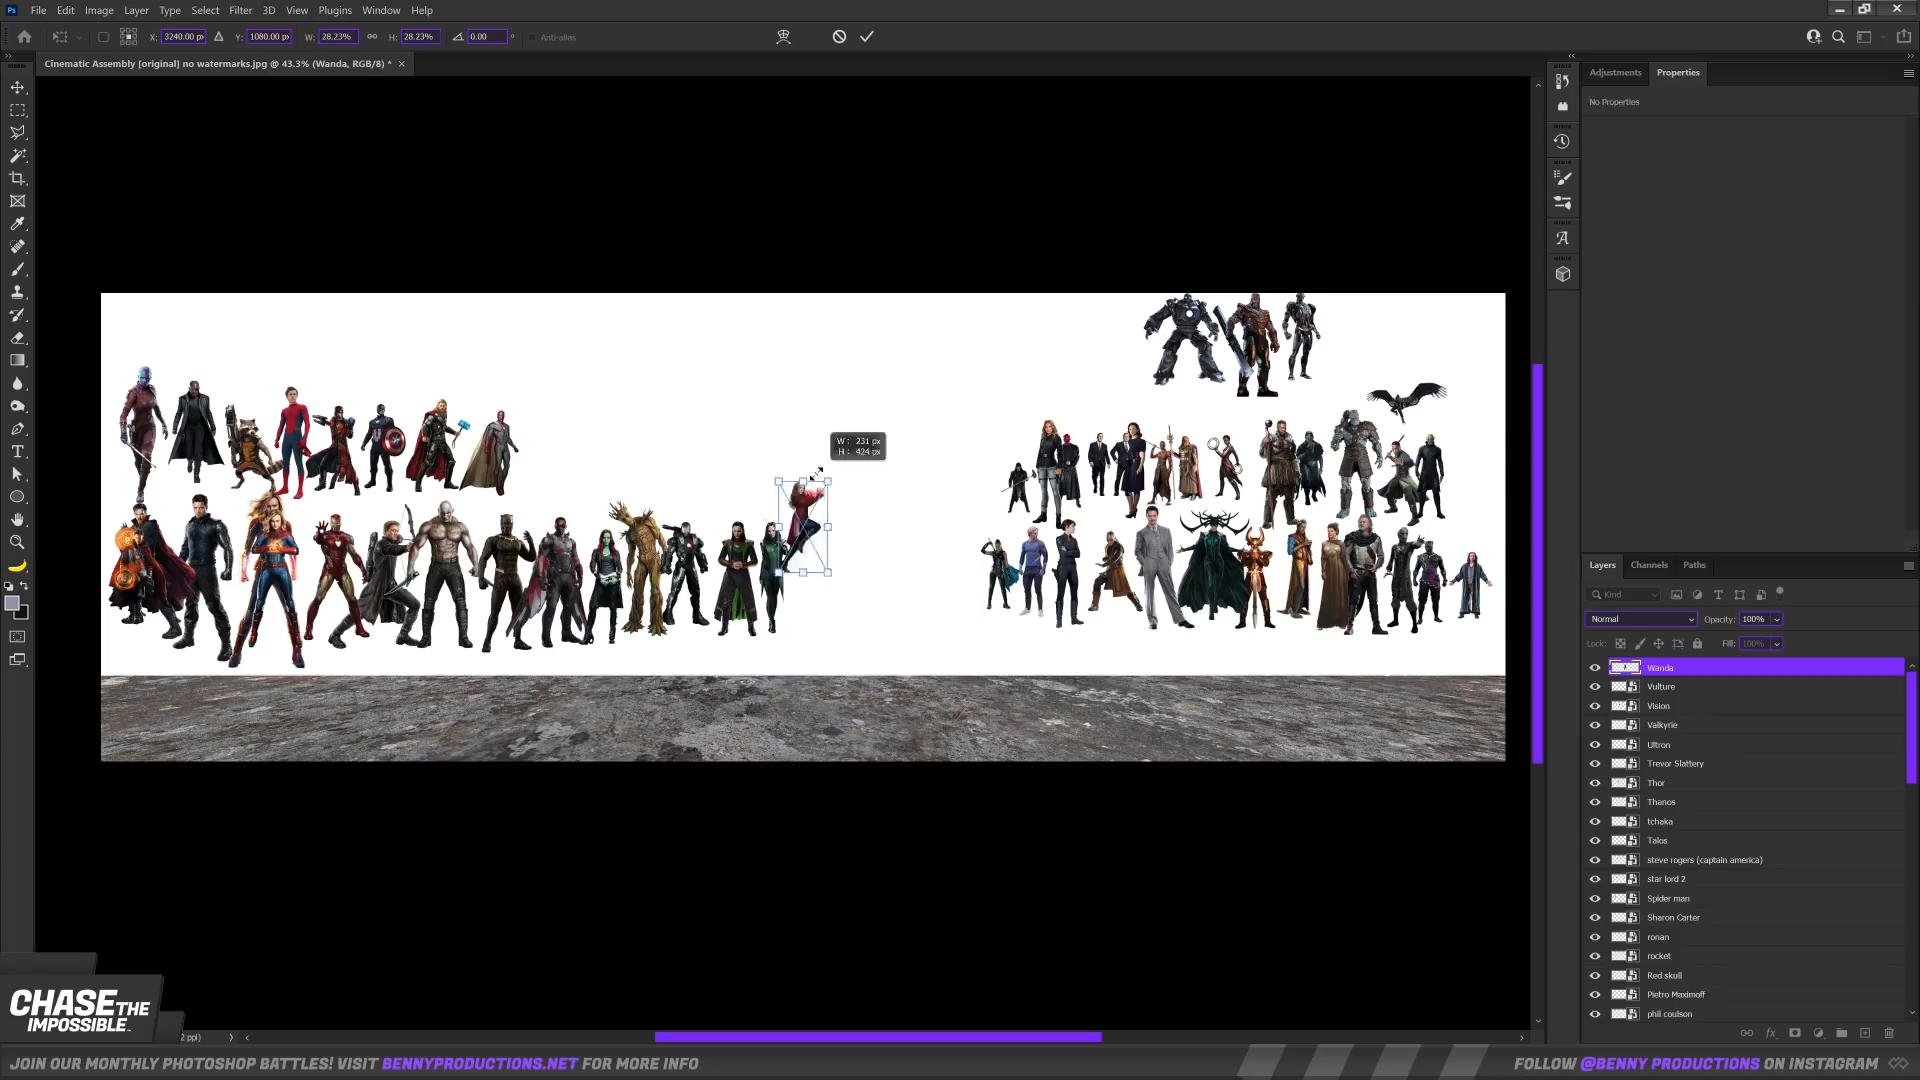 Ps File Edit Image Layer Type Select Filter 3D View Plugins Window Help
X: 3240.00 px Y: 1080.00 px W: 28.23% H: 28.23% 0.00 ° Anti-alias
Cinematic Assembly [original] no watermarks.jpg @ 43.3% (Wanda, RGB/8) * ×
Adjustments Properties
No Properties
W: 231 px
H: 424 px
Layers Channels Paths
Kind
Normal Opacity: 100%
Lock: Fill: 100%
Wanda
Vulture
Vision
Valkyrie
Ultron
Trevor Slattery
Thor
Thanos
tchaka
Talos
steve rogers (captain america)
star lord 2
Spider man
Sharon Carter
ronan
rocket
Red skull
Pietro Maximoff
phil coulson
CHASE THE
IMPOSSIBLE.
2 ppi)
JOIN OUR MONTHLY PHOTOSHOP BATTLES! VISIT BENNYPRODUCTIONS.NET FOR MORE INFO
FOLLOW @BENNY PRODUCTIONS ON INSTAGRAM